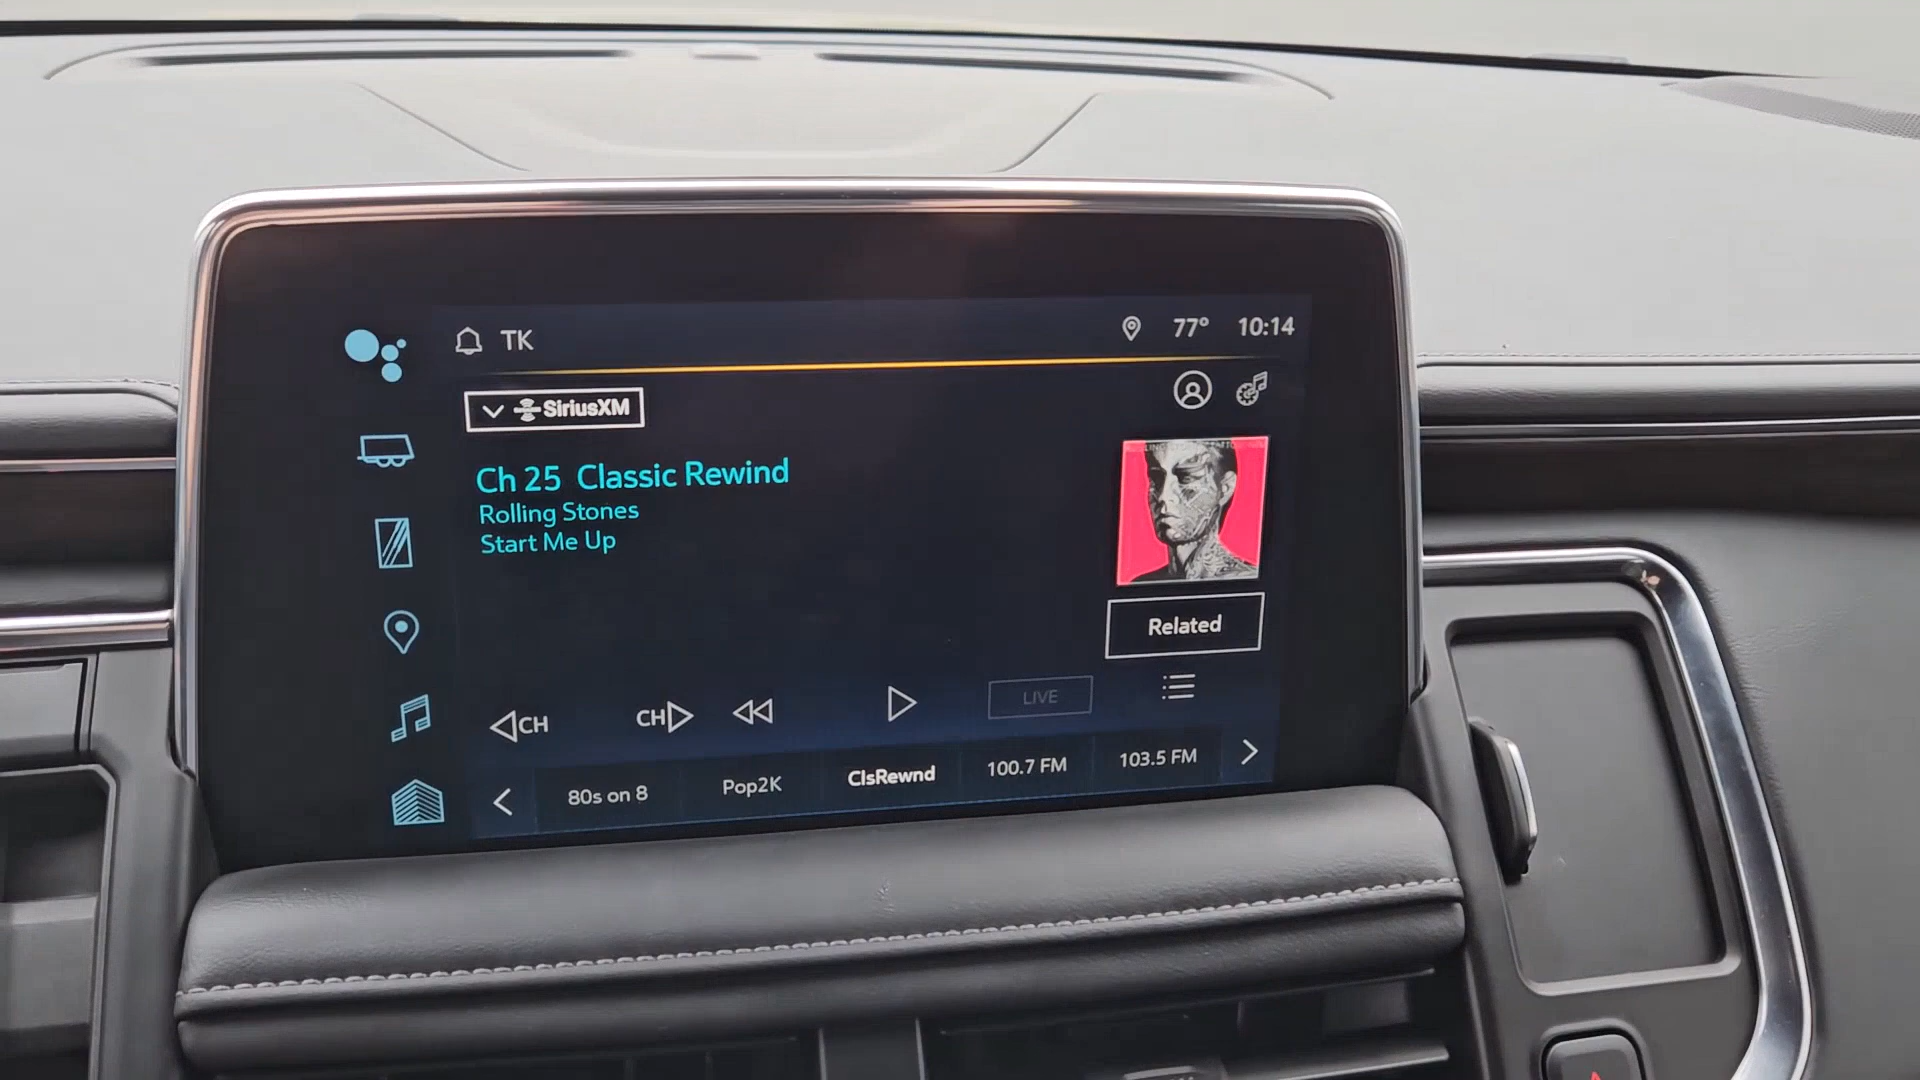 TK
77° 10:14
SiriusXM
Ch 25 Classic Rewind
Rolling Stones
Start Me Up
Related
CH CH LIVE
80s on 8 Pop2K ClsRewnd 100.7 FM 103.5 FM